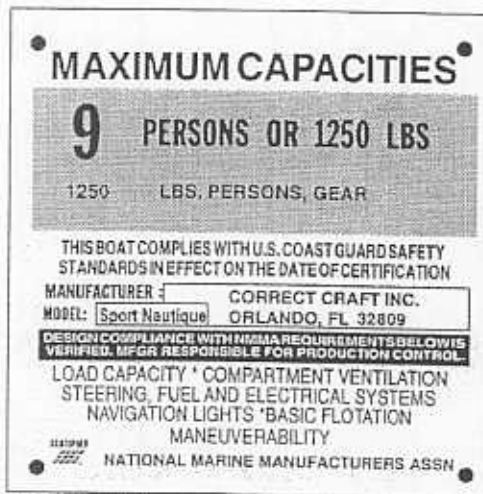 MAXIMUM CAPACITIES
9 PERSONS OR 1250 LBS
1250 LBS, PERSONS, GEAR
THIS BOAT COMPLIES WITH U.S. COAST GUARD SAFETY
STANDARDS IN EFFECT ON THE DATE OF CERTIFICATION
MANUFACTURER : CORRECT CRAFT INC.
MODEL: Sport Nautique ORLANDO, FL 32809
DESIGN COMPLIANCE WITH NMMA REQUIREMENTS BELOW IS
VERIFIED. MFGR RESPONSIBLE FOR PRODUCTION CONTROL.
LOAD CAPACITY * COMPARTMENT VENTILATION
STEERING, FUEL AND ELECTRICAL SYSTEMS
NAVIGATION LIGHTS *BASIC FLOTATION
MANEUVERABILITY
CERTIFIED
NATIONAL MARINE MANUFACTURERS ASSN